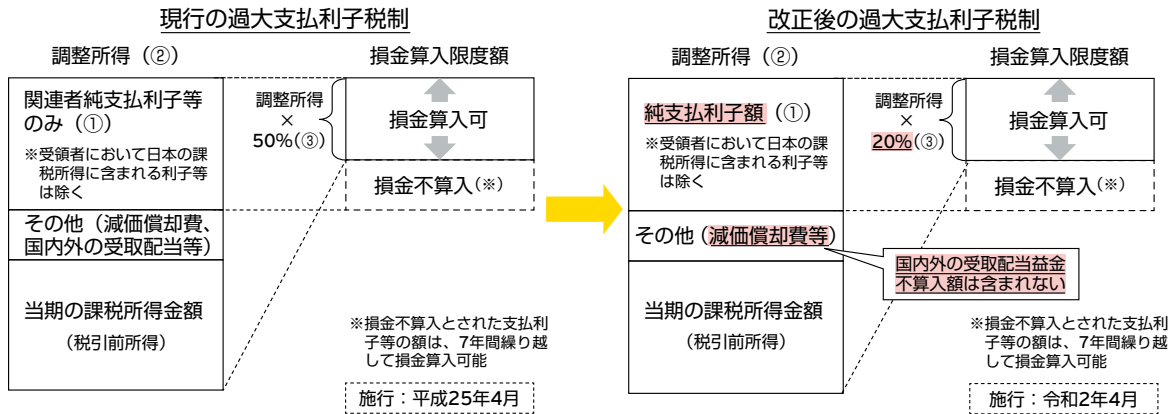 現行の過大支払利子税制
調整所得（②）
損金算入限度額
関連者純支払利子等
のみ（①）
※受領者において日本の課
税所得に含まれる利子等
は除く
調整所得
×
50%(③)
損金算入可
損金不算入(※)
その他（減価償却費、
国内外の受取配当等）
当期の課税所得金額
（税引前所得）
※損金不算入とされた支払利
子等の額は、7年間繰り越
して損金算入可能
施行：平成25年4月
改正後の過大支払利子税制
調整所得（②）
損金算入限度額
純支払利子額（①）
※受領者において日本の課
税所得に含まれる利子等
は除く
調整所得
×
20%(③)
損金算入可
損金不算入(※)
その他（減価償却費等）
国内外の受取配当益金
不算入額は含まれない
当期の課税所得金額
（税引前所得）
※損金不算入とされた支払利
子等の額は、7年間繰り越
して損金算入可能
施行：令和2年4月